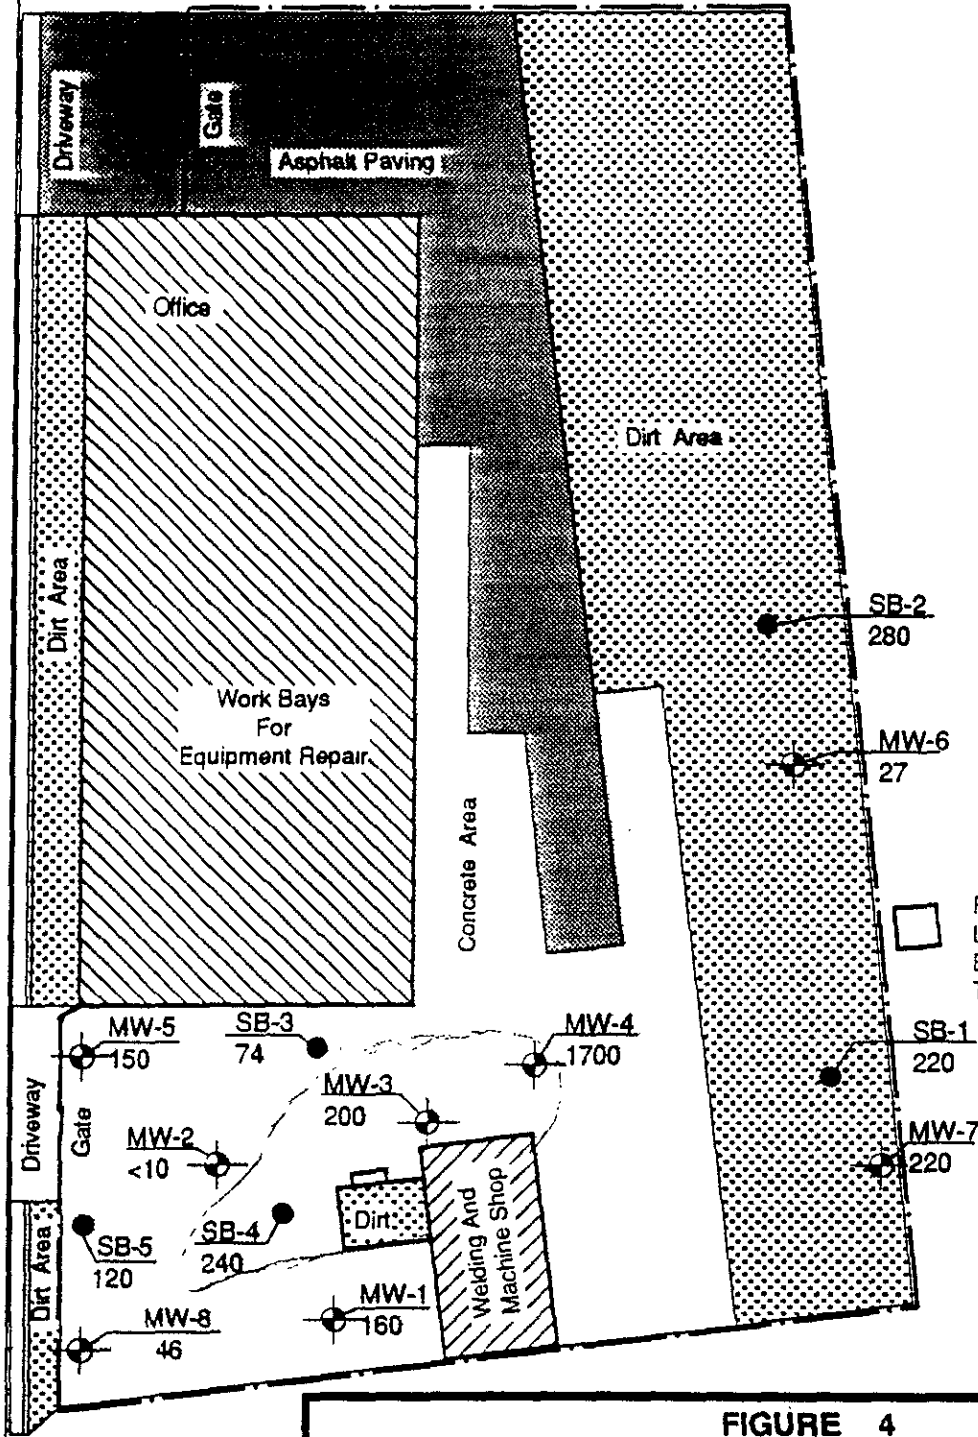 Driveway
Gate
Asphalt Paving
Office
Dirt Area
Dirt Area
SB-2
280
Work Bays
For
Equipment Repair
MW-6
27
Concrete Area
MW-5
150
SB-3
74
MW-4
1700
SB-1
220
MW-3
200
Driveway
Gate
MW-2
<10
MW-7
220
Dirt
SB-4
240
SB-5
120
Dirt Area
Welding And
Machine Shop
MW-1
160
MW-8
46
FIGURE 4